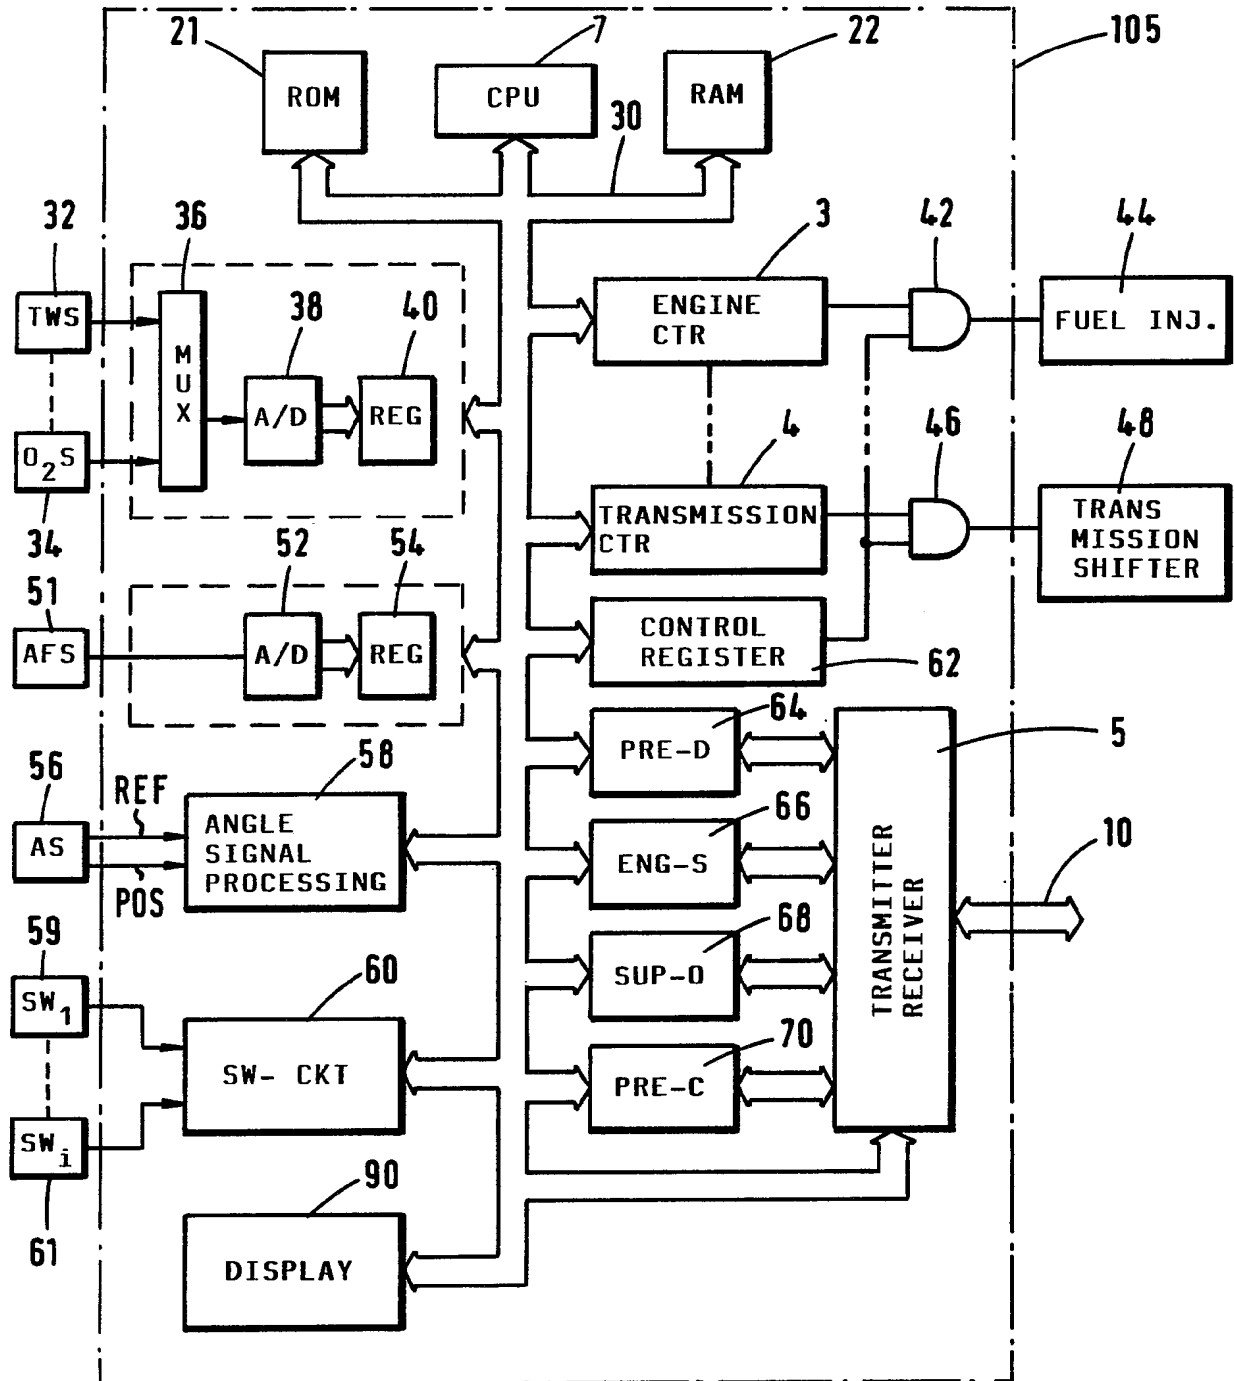 21
7
22
105
ROM
CPU
RAM
30
32
36
3
42
44
TWS
MUX
38
40
ENGINE
CTR
FUEL INJ.
A/D
REG
4
46
48
O2S
34
TRANSMISSION
CTR
TRANS
MISSION
SHIFTER
51
52
54
AFS
A/D
REG
CONTROL
REGISTER
62
64
5
PRE-D
56
REF
58
AS
POS
ANGLE
SIGNAL
PROCESSING
66
ENG-S
10
TRANSMITTER
RECEIVER
59
60
68
SW1
SUP-O
SW- CKT
70
PRE-C
SWi
61
90
DISPLAY